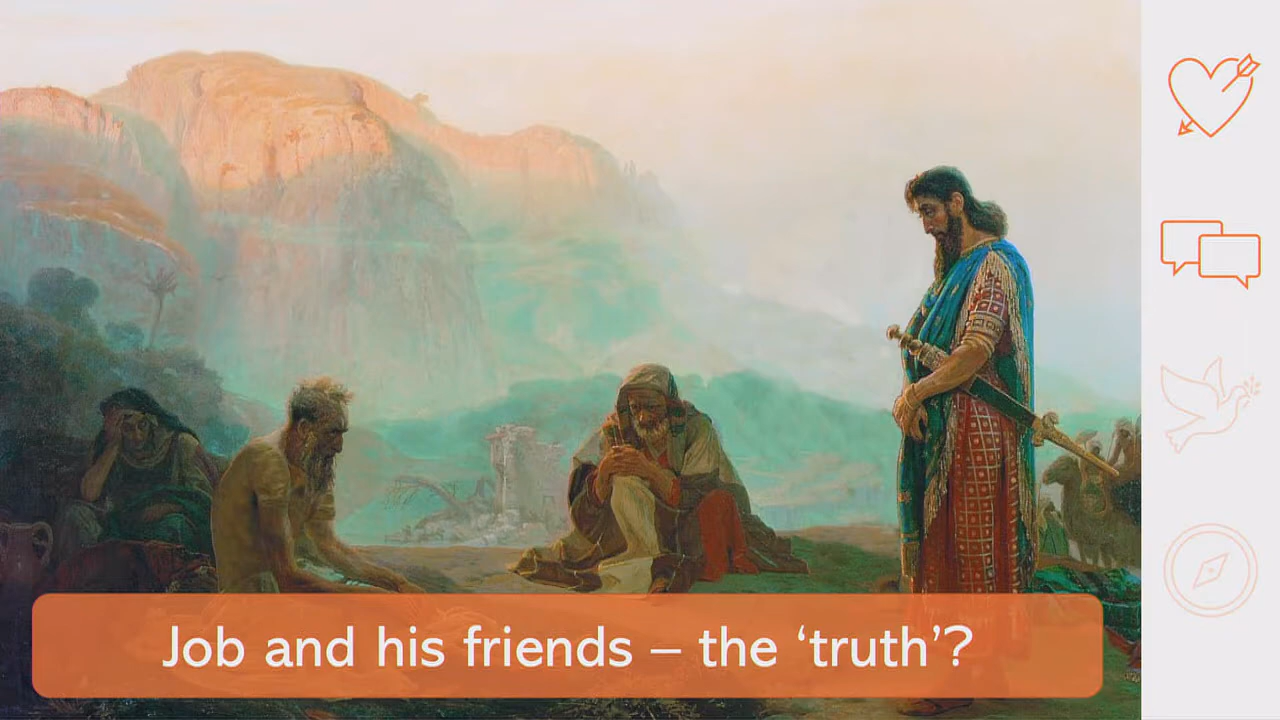 Job and his friends – the ‘truth’?